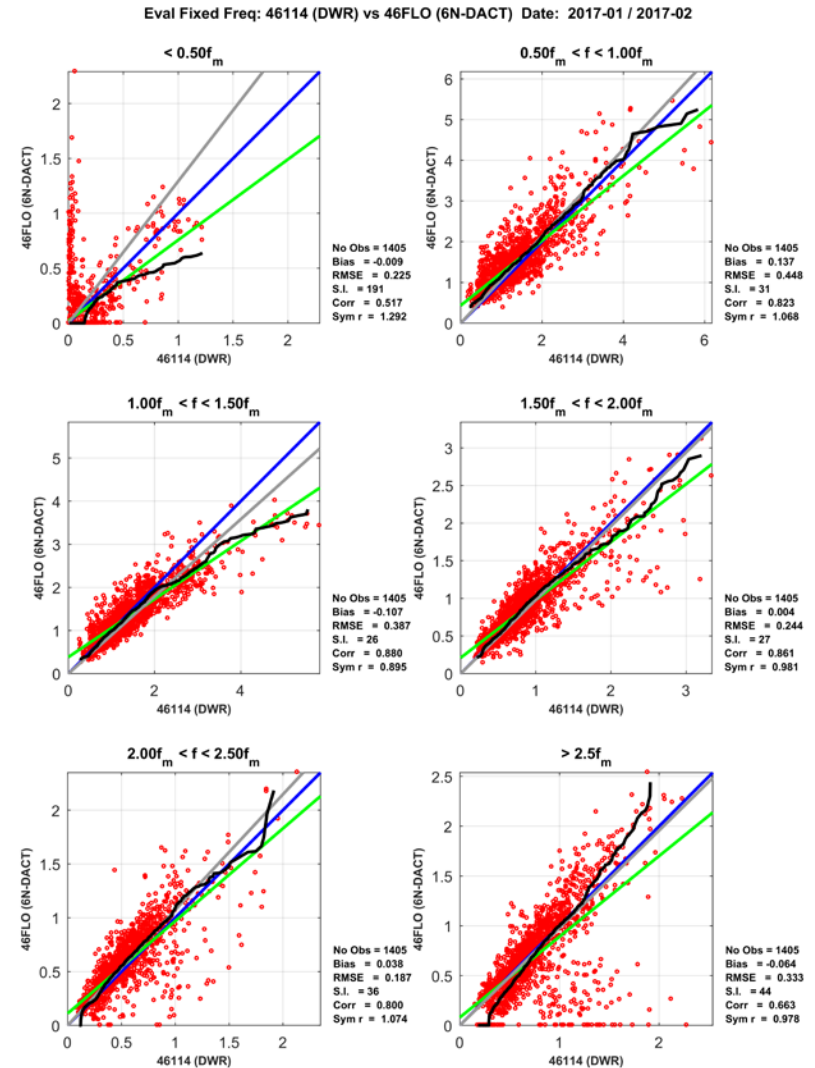 Eval Fixed Freq: 46114 (DWR) vs 46FLO (6N-DACT) Date: 2017-01 / 2017-02
< 0.50fm
46FLO (6N-DACT)
2
1.5
1
0.5
0
0 0.5 1 1.5 2
46114 (DWR)
No Obs = 1405
Bias = -0.009
RMSE = 0.225
S.I. = 191
Corr = 0.517
Sym r = 1.292
0.50fm < f < 1.00fm
46FLO (6N-DACT)
6
5
4
3
2
1
0
0 2 4 6
46114 (DWR)
No Obs = 1405
Bias = 0.137
RMSE = 0.448
S.I. = 31
Corr = 0.823
Sym r = 1.068
1.00fm < f < 1.50fm
46FLO (6N-DACT)
5
4
3
2
1
0
0 2 4
46114 (DWR)
No Obs = 1405
Bias = -0.107
RMSE = 0.387
S.I. = 26
Corr = 0.880
Sym r = 0.895
1.50fm < f < 2.00fm
46FLO (6N-DACT)
3
2.5
2
1.5
1
0.5
0
0 1 2 3
46114 (DWR)
No Obs = 1405
Bias = 0.004
RMSE = 0.244
S.I. = 27
Corr = 0.861
Sym r = 0.981
2.00fm < f < 2.50fm
46FLO (6N-DACT)
2
1.5
1
0.5
0
0 0.5 1 1.5 2
46114 (DWR)
No Obs = 1405
Bias = 0.038
RMSE = 0.187
S.I. = 36
Corr = 0.800
Sym r = 1.074
> 2.5fm
46FLO (6N-DACT)
2.5
2
1.5
1
0.5
0
0 1 2
46114 (DWR)
No Obs = 1405
Bias = -0.064
RMSE = 0.333
S.I. = 44
Corr = 0.663
Sym r = 0.978